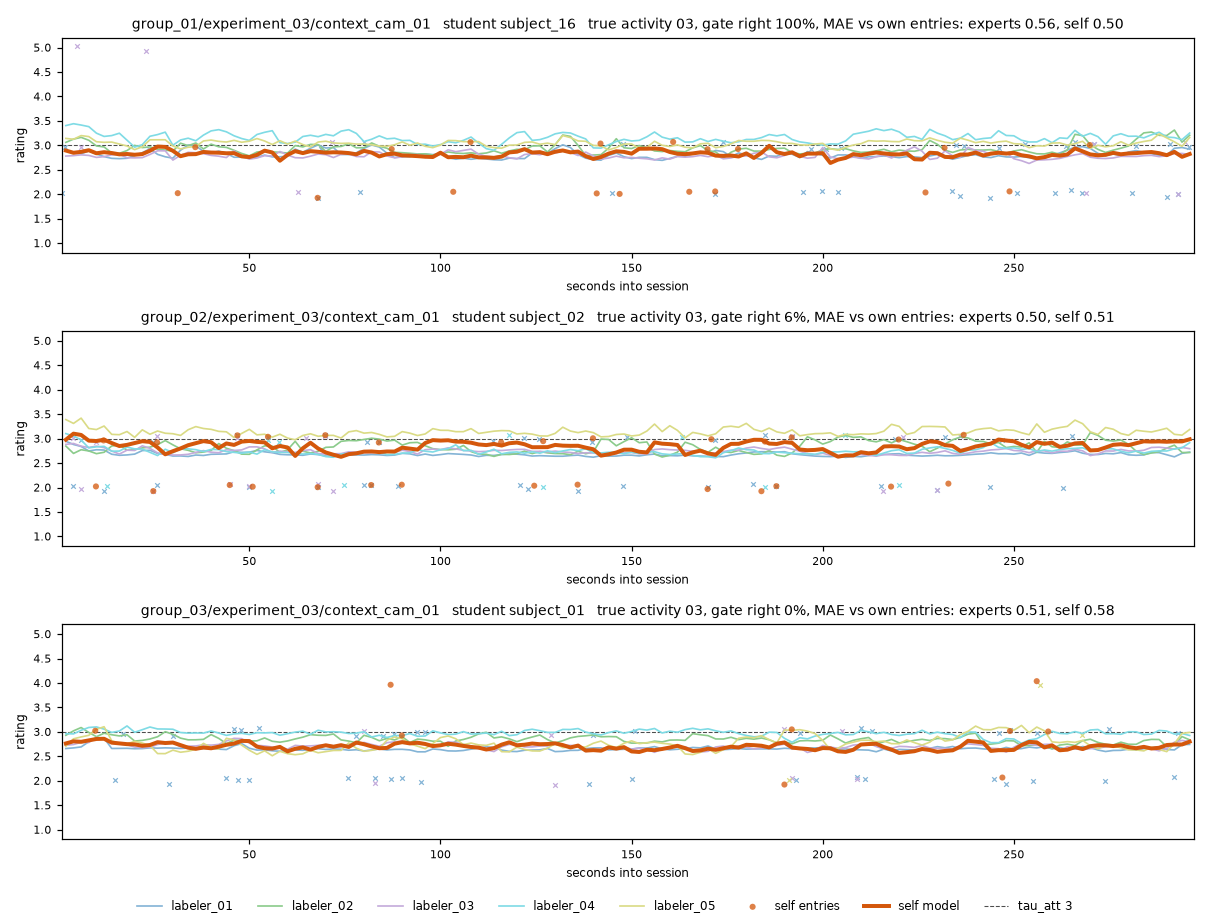 group_01/experiment_03/context_cam_01 student subject_16 true activity 03, gate right 100%, MAE vs own entries: experts 0.56, self 0.50
5.0
4.5
4.0
3.5
3.0
2.5
2.0
1.5
1.0
rating
50 100 150 200 250
seconds into session
group_02/experiment_03/context_cam_01 student subject_02 true activity 03, gate right 6%, MAE vs own entries: experts 0.50, self 0.51
5.0
4.5
4.0
3.5
3.0
2.5
2.0
1.5
1.0
rating
50 100 150 200 250
seconds into session
group_03/experiment_03/context_cam_01 student subject_01 true activity 03, gate right 0%, MAE vs own entries: experts 0.51, self 0.58
5.0
4.5
4.0
3.5
3.0
2.5
2.0
1.5
1.0
rating
50 100 150 200 250
seconds into session
labeler_01 labeler_02 labeler_03 labeler_04 labeler_05 self entries self model tau_att 3